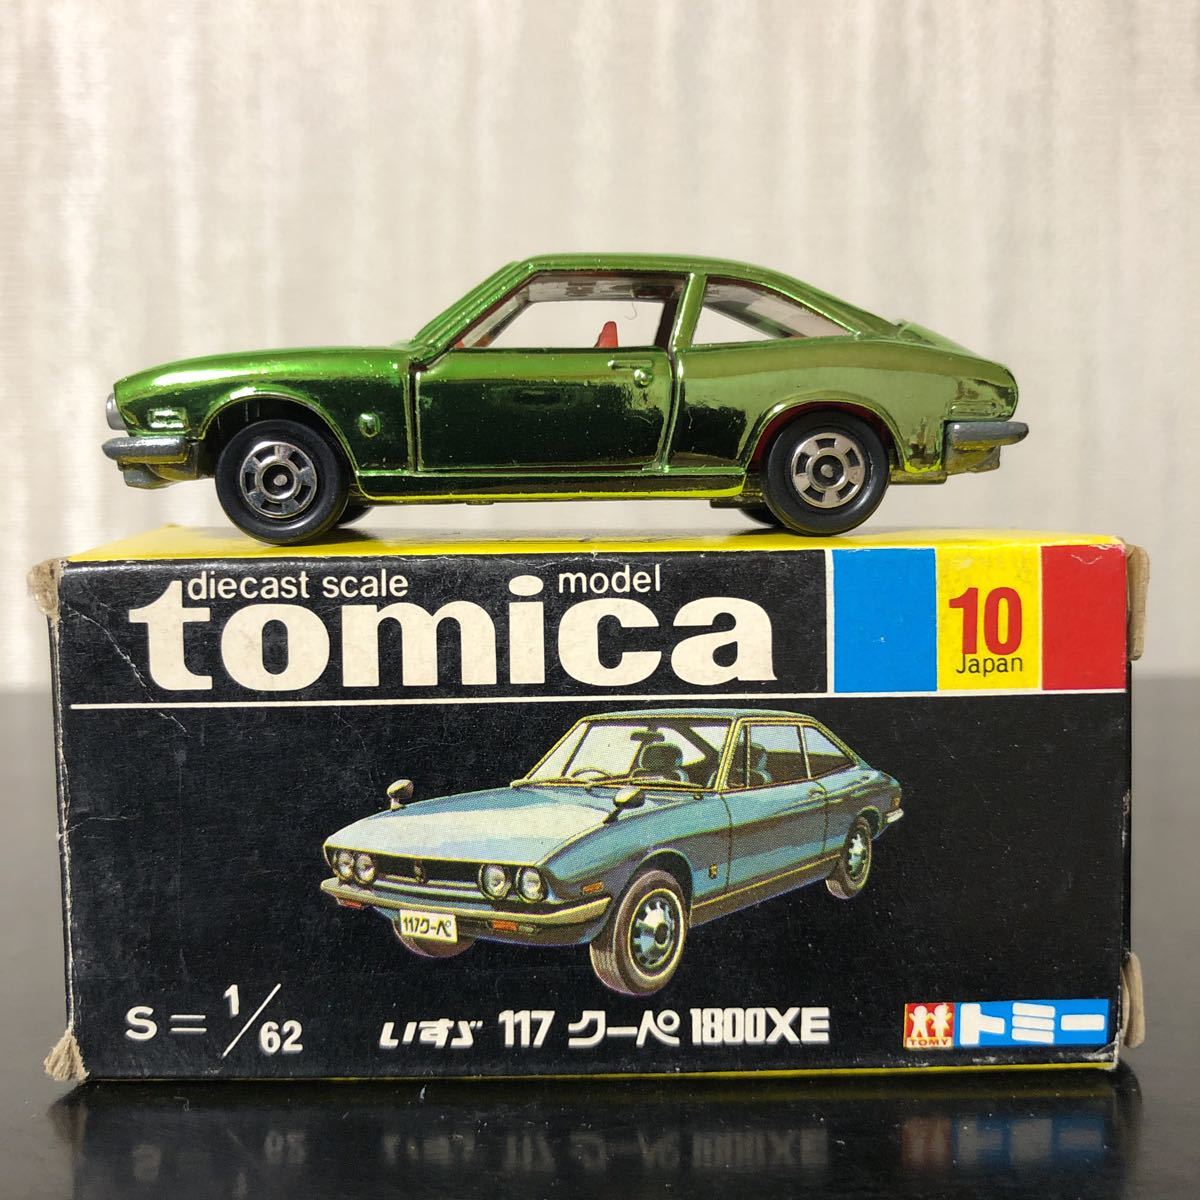 diecast scale model
tomica
10
Japan
117クーペ
S=1/62
いすゞ 117 クーペ 1800XE
TOMY
トミー